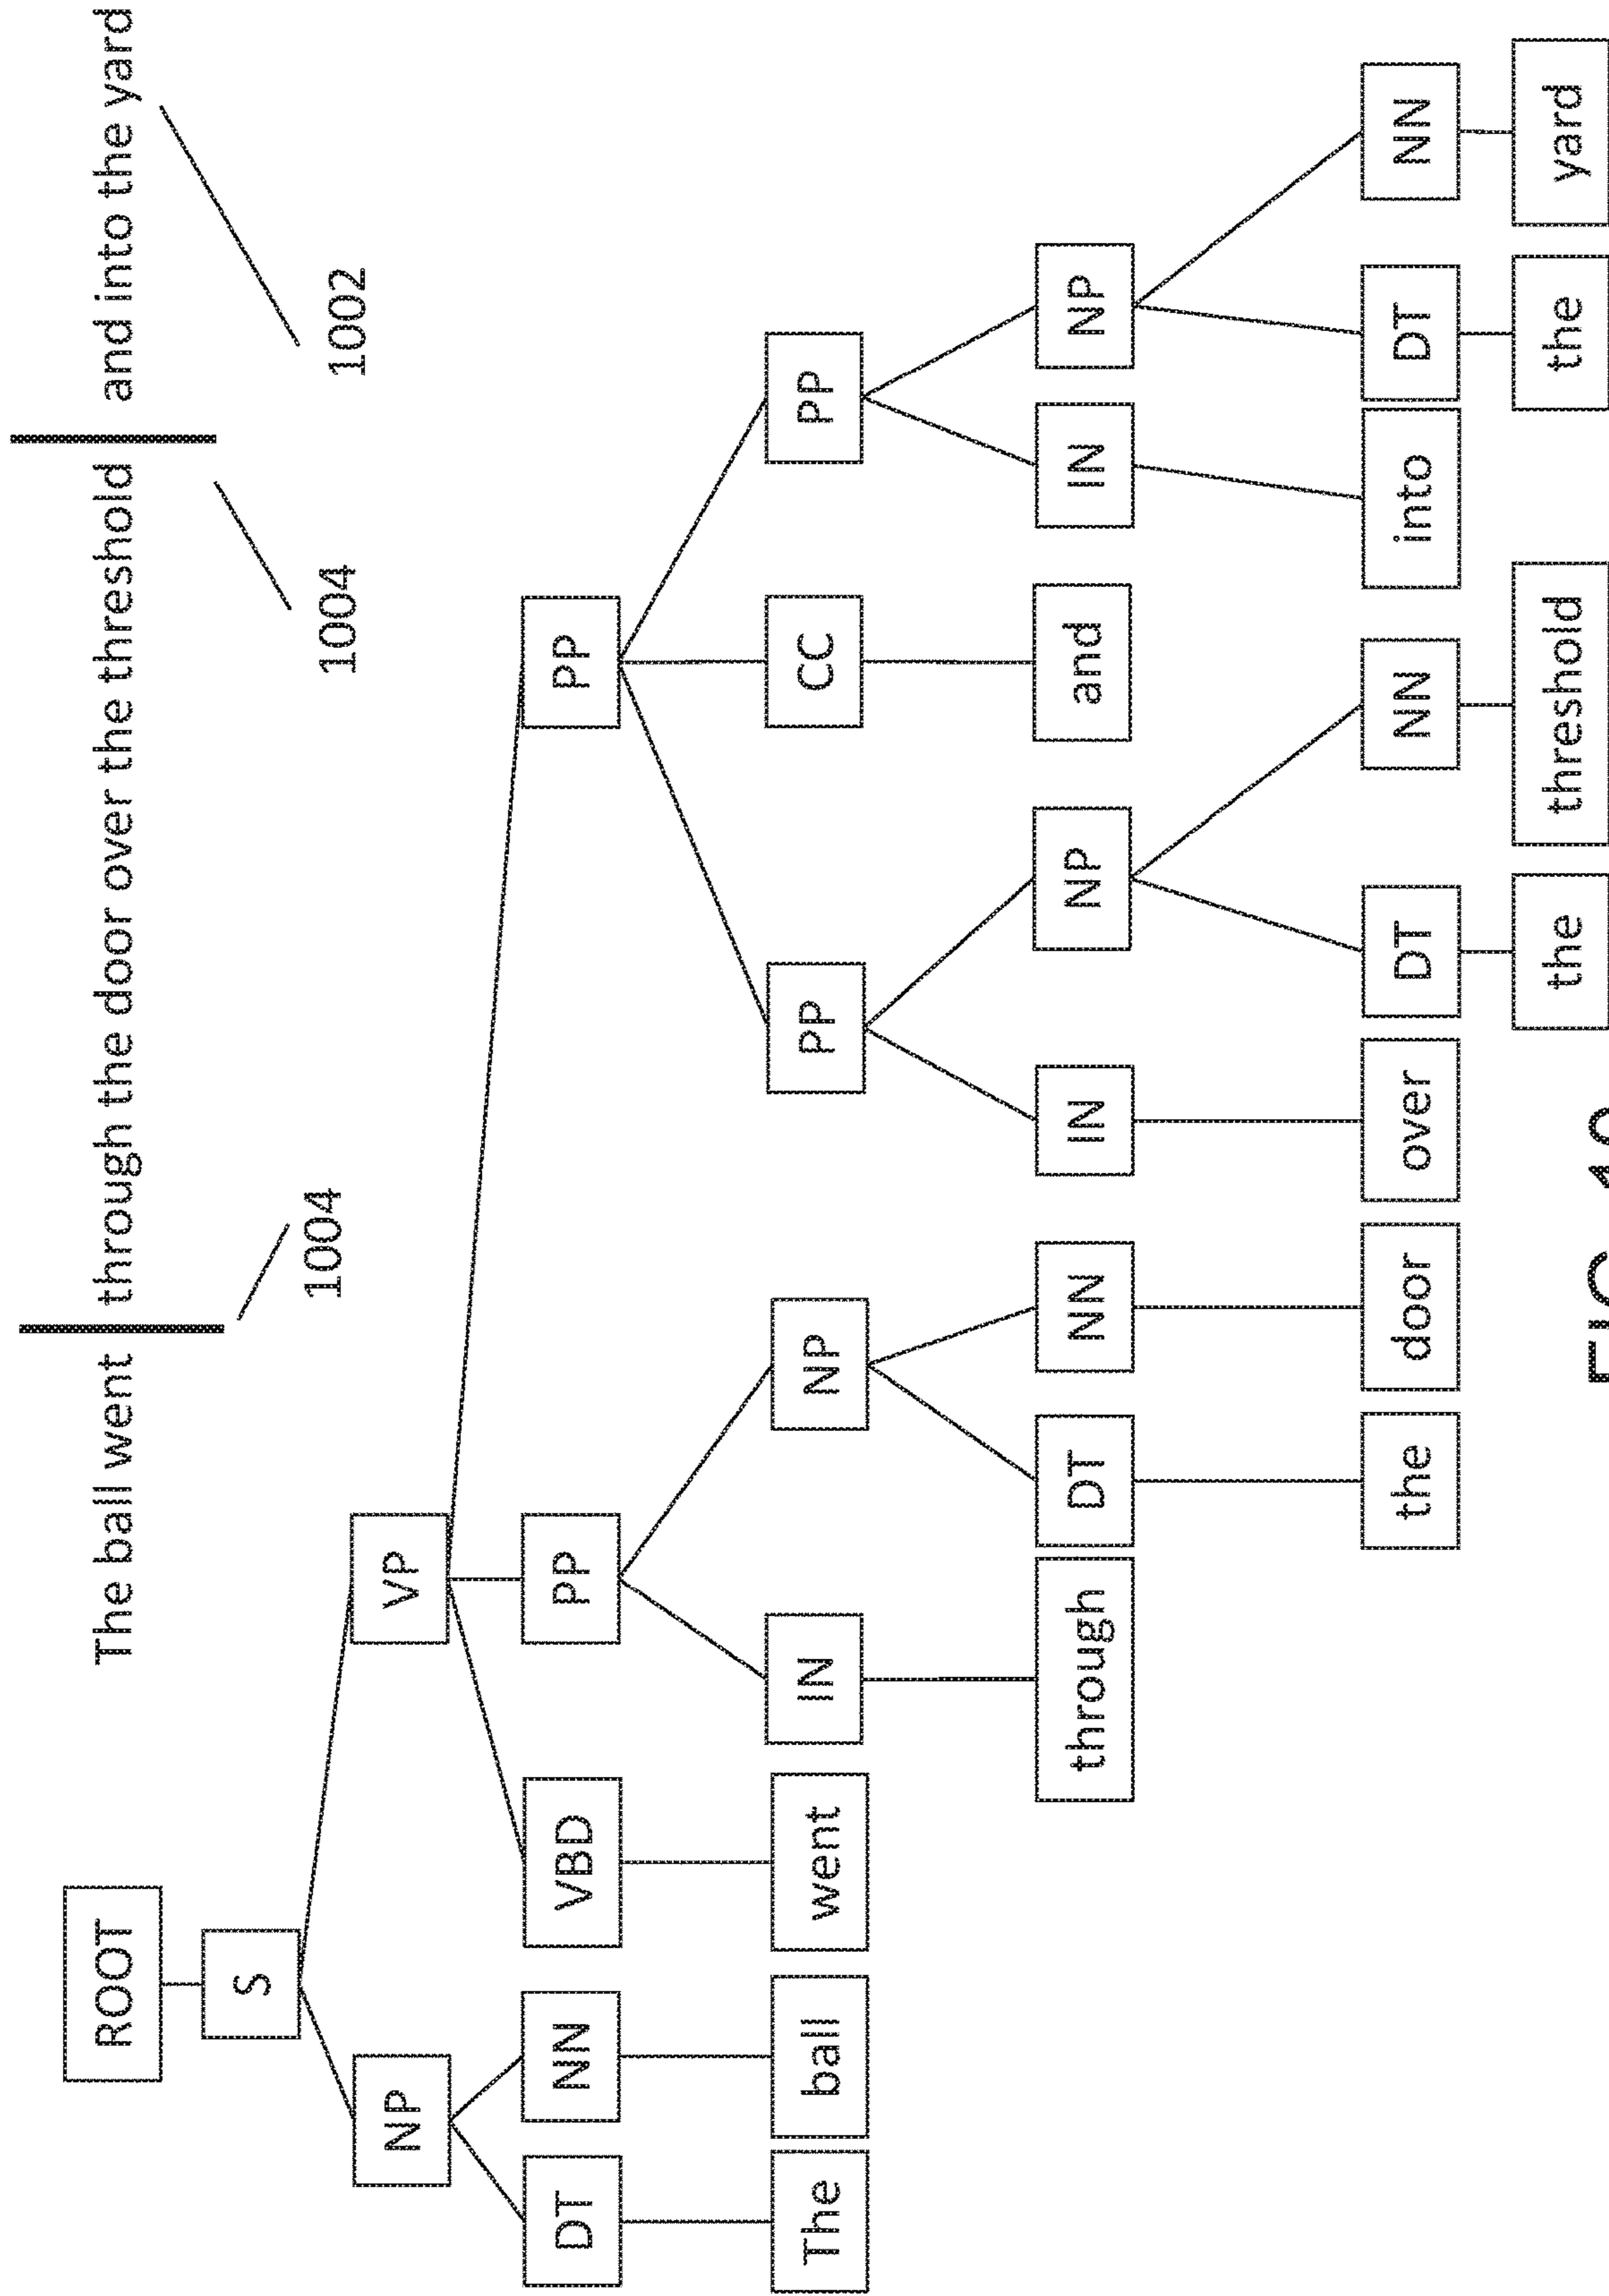 The ball went through the door over the threshold and into the yard
1004 1004 1002
ROOT
S
NP VP
DT NN VBD PP PP
The ball went IN NP PP CC PP
through DT NN IN NP and IN NP
the door over DT NN into DT NN
the threshold the yard